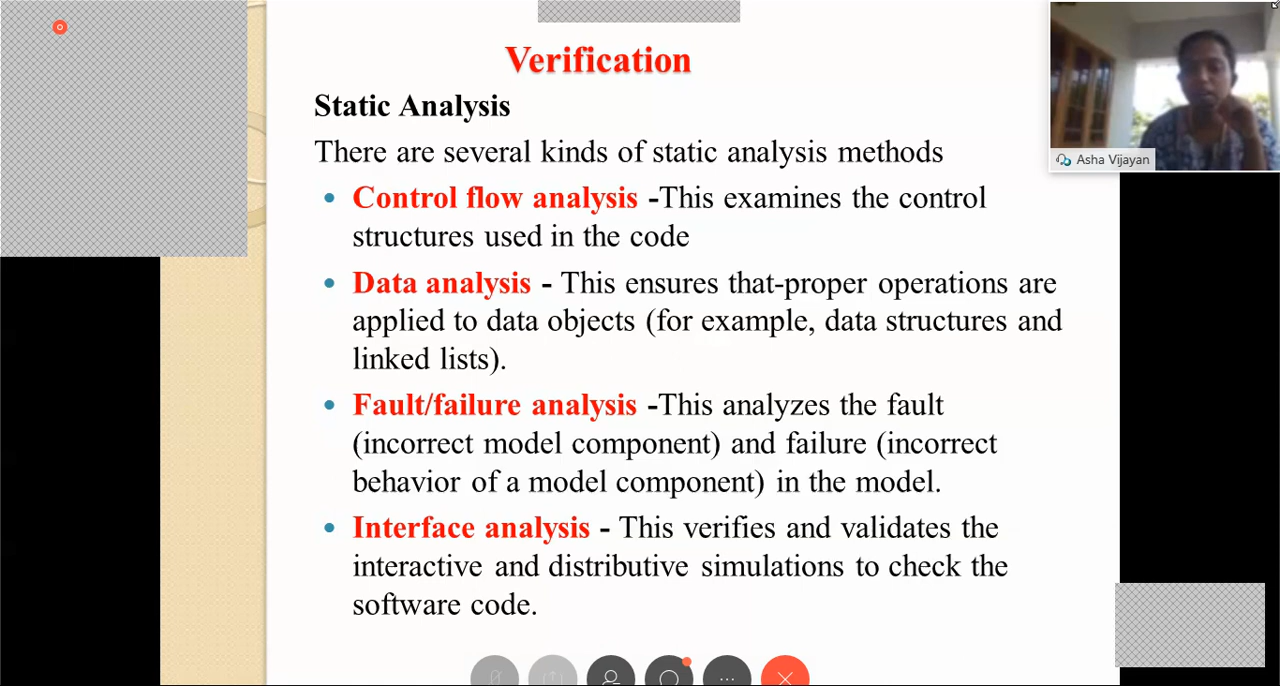 Verification
Asha Vijayan
Static Analysis
There are several kinds of static analysis methods
• Control flow analysis -This examines the control
structures used in the code
• Data analysis - This ensures that-proper operations are
applied to data objects (for example, data structures and
linked lists).
• Fault/failure analysis -This analyzes the fault
(incorrect model component) and failure (incorrect
behavior of a model component) in the model.
• Interface analysis - This verifies and validates the
interactive and distributive simulations to check the
software code.